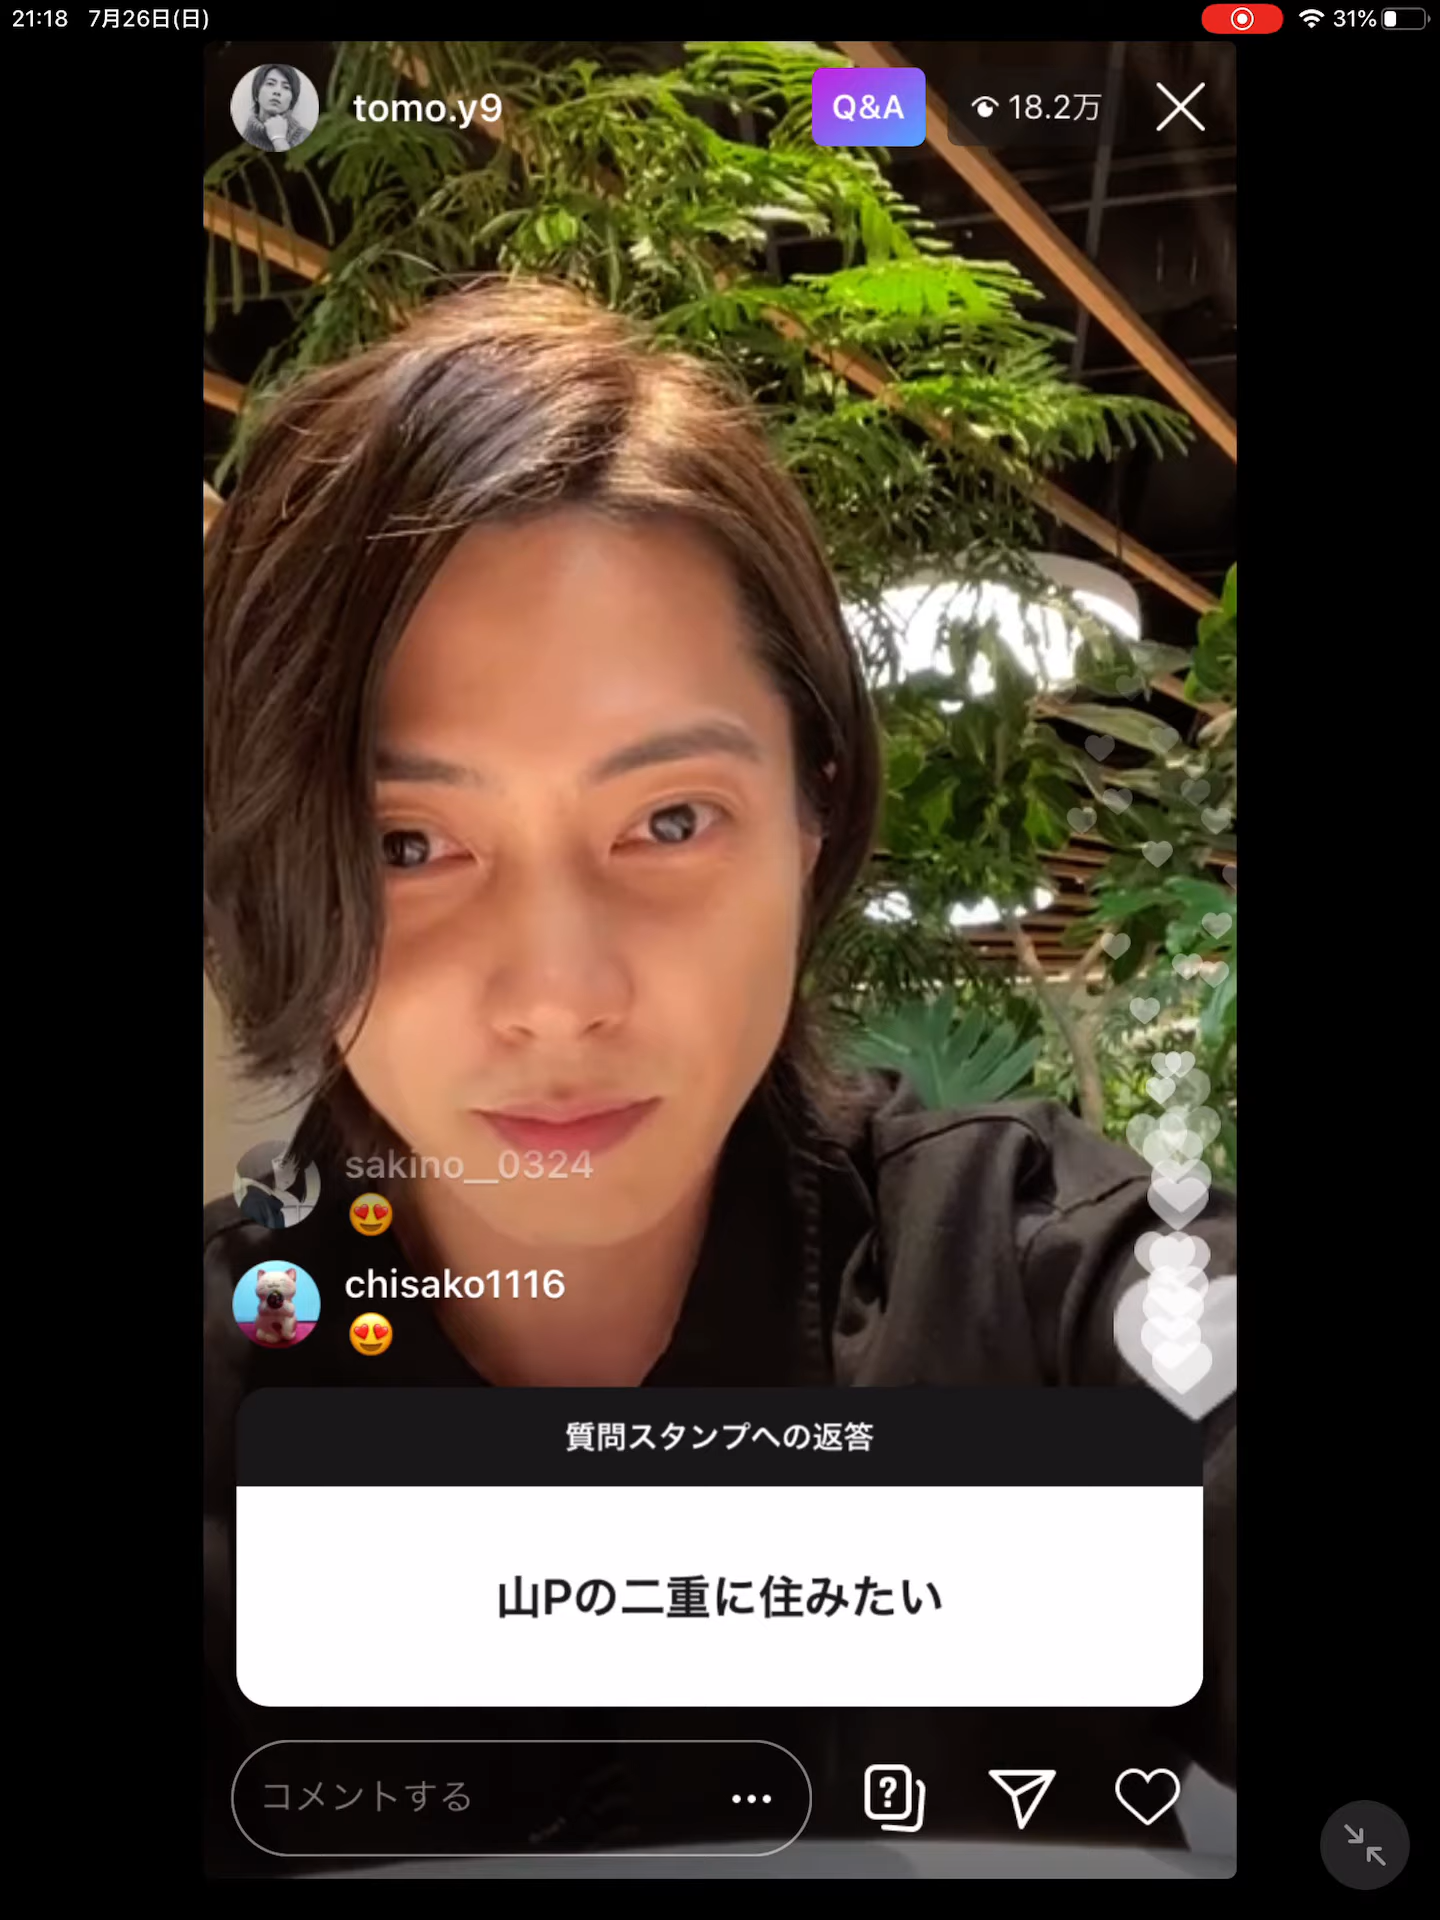 21:18 7月26日(日)
31%
tomo.y9
Q&A
18.2万
sakino__0324
😍
chisako1116
😍
質問スタンプへの返答
山Pの二重に住みたい
コメントする